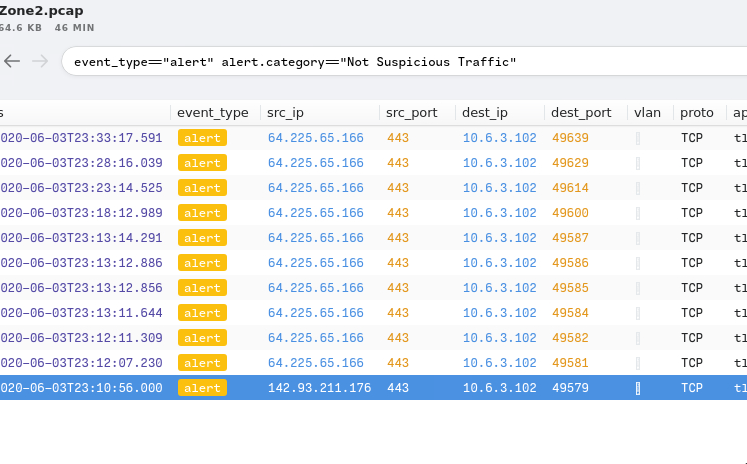 Zone2.pcap
64.6 KB 46 MIN
event_type=="alert" alert.category=="Not Suspicious Traffic"
s event_type src_ip src_port dest_ip dest_port vlan proto ap
020-06-03T23:33:17.591 alert 64.225.65.166 443 10.6.3.102 49639 TCP tl
020-06-03T23:28:16.039 alert 64.225.65.166 443 10.6.3.102 49629 TCP tl
020-06-03T23:23:14.525 alert 64.225.65.166 443 10.6.3.102 49614 TCP tl
020-06-03T23:18:12.989 alert 64.225.65.166 443 10.6.3.102 49600 TCP tl
020-06-03T23:13:14.291 alert 64.225.65.166 443 10.6.3.102 49587 TCP tl
020-06-03T23:13:12.886 alert 64.225.65.166 443 10.6.3.102 49586 TCP tl
020-06-03T23:13:12.856 alert 64.225.65.166 443 10.6.3.102 49585 TCP tl
020-06-03T23:13:11.644 alert 64.225.65.166 443 10.6.3.102 49584 TCP tl
020-06-03T23:12:11.309 alert 64.225.65.166 443 10.6.3.102 49582 TCP tl
020-06-03T23:12:07.230 alert 64.225.65.166 443 10.6.3.102 49581 TCP tl
020-06-03T23:10:56.000 alert 142.93.211.176 443 10.6.3.102 49579 TCP tl